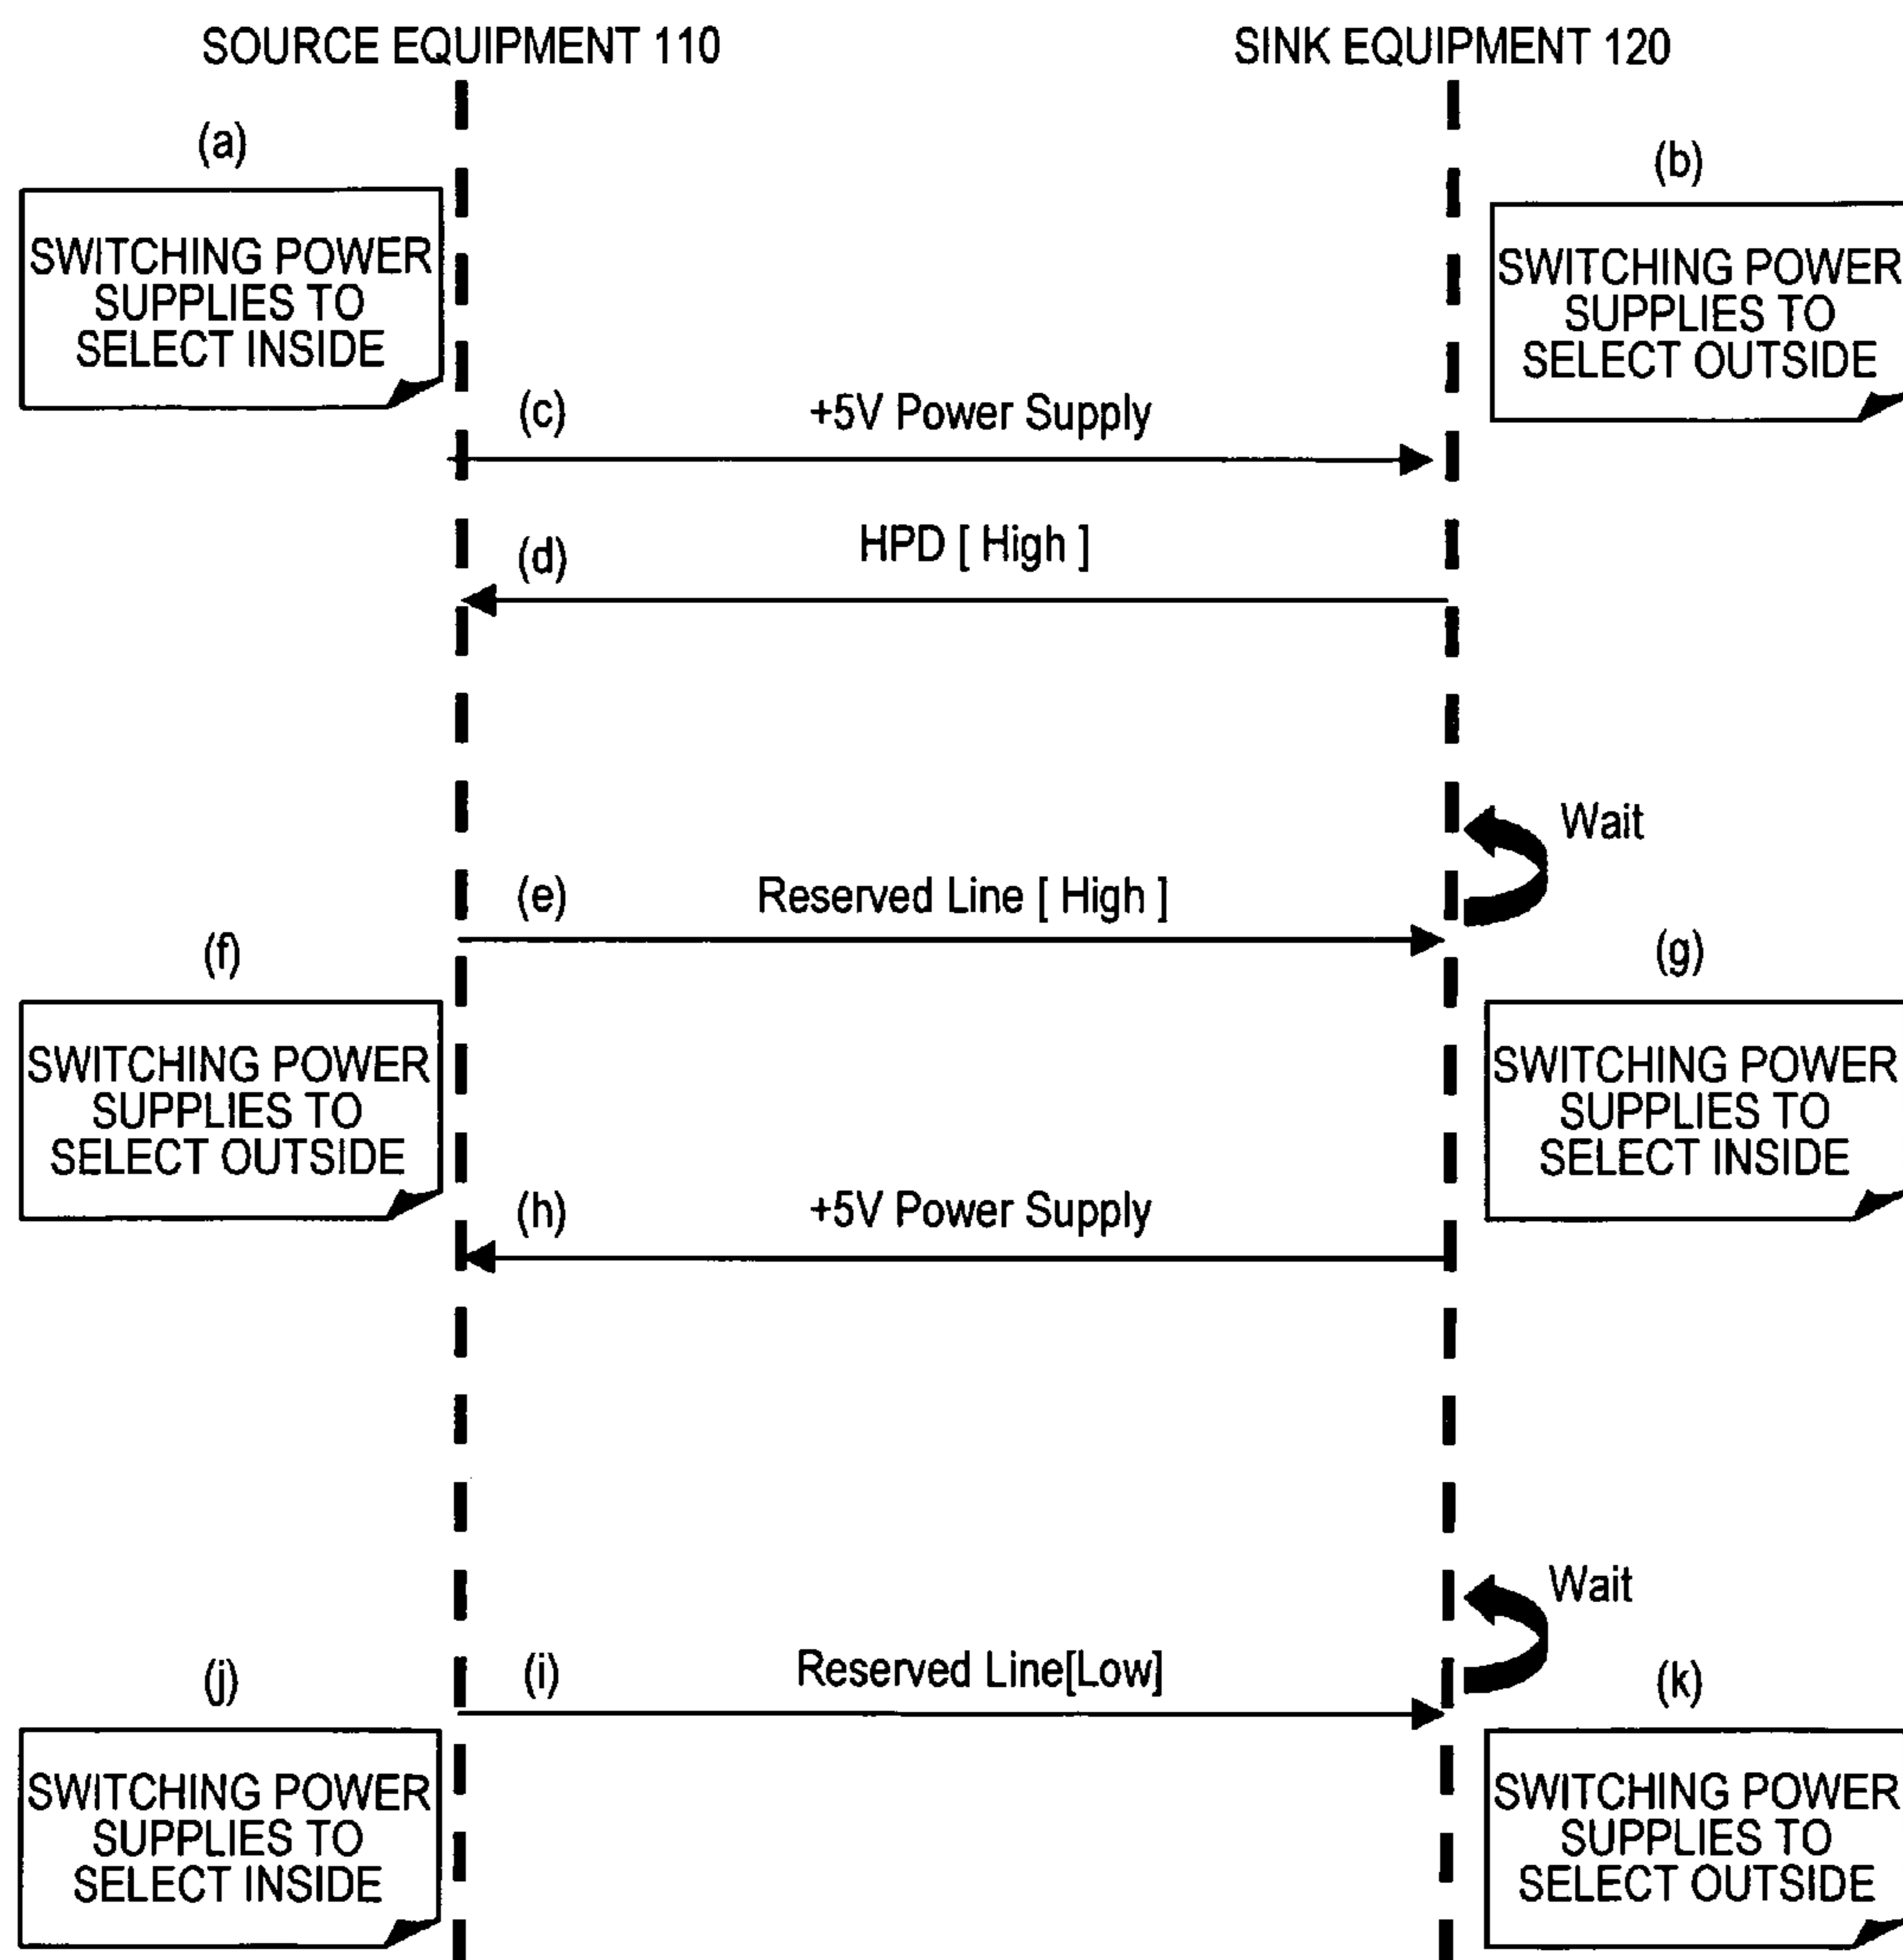 SOURCE EQUIPMENT 110
SINK EQUIPMENT 120
(a)
SWITCHING POWER
SUPPLIES TO
SELECT INSIDE
(b)
SWITCHING POWER
SUPPLIES TO
SELECT OUTSIDE
(c)
+5V Power Supply
(d)
HPD [ High ]
Wait
(e)
Reserved Line [ High ]
(f)
SWITCHING POWER
SUPPLIES TO
SELECT OUTSIDE
(g)
SWITCHING POWER
SUPPLIES TO
SELECT INSIDE
(h)
+5V Power Supply
Wait
(i)
Reserved Line[Low]
(j)
SWITCHING POWER
SUPPLIES TO
SELECT INSIDE
(k)
SWITCHING POWER
SUPPLIES TO
SELECT OUTSIDE